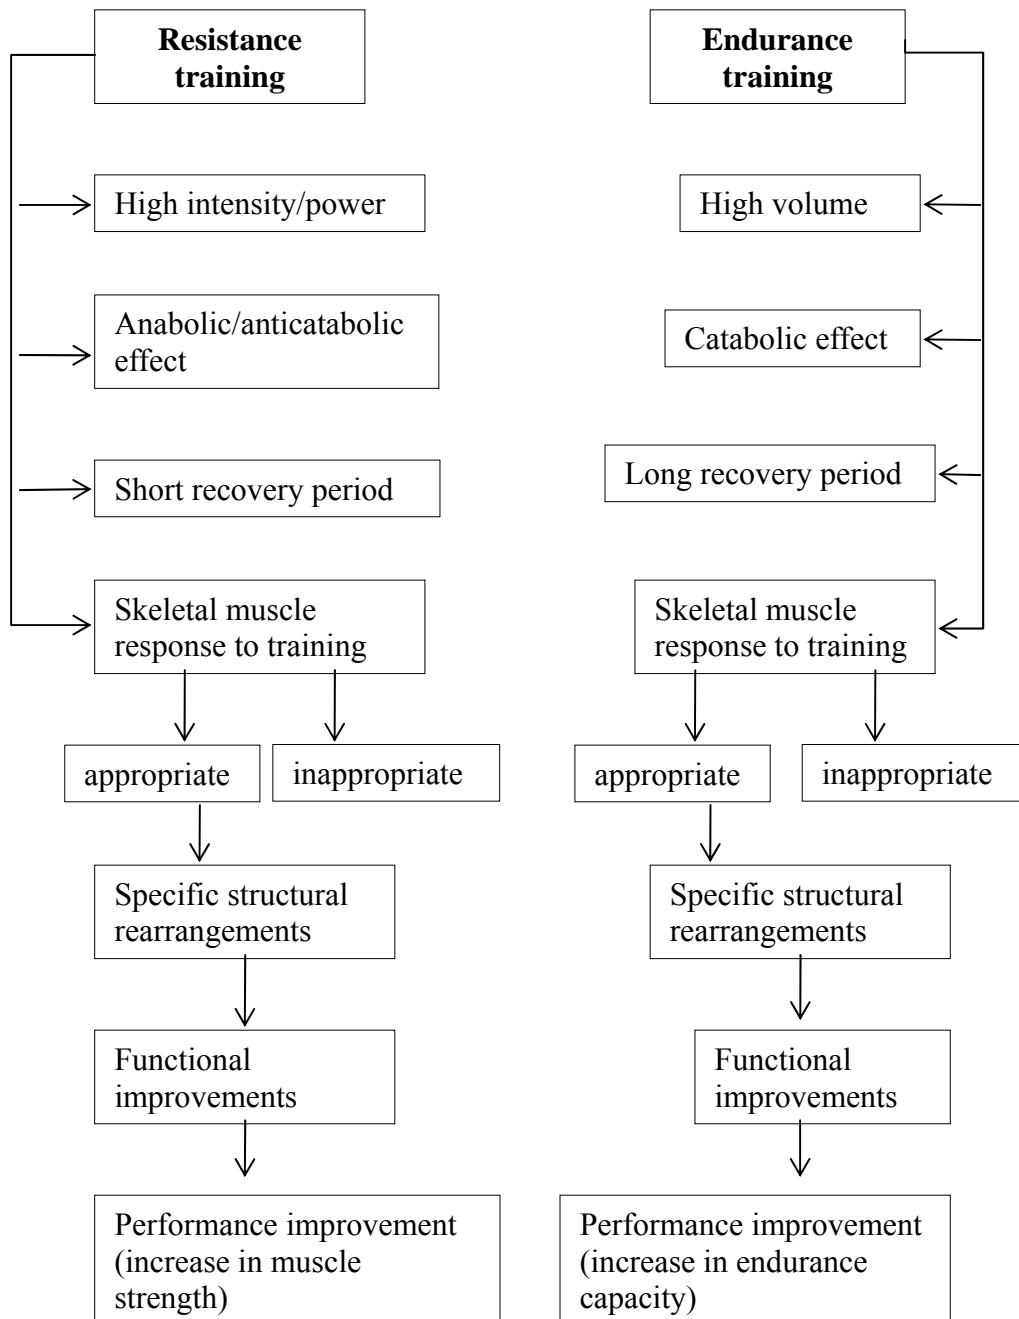 Resistance
training
High intensity/power
Anabolic/anticatabolic
effect
Short recovery period
Skeletal muscle
response to training
appropriate
inappropriate
Specific structural
rearrangements
Functional
improvements
Performance improvement
(increase in muscle
strength)
Endurance
training
High volume
Catabolic effect
Long recovery period
Skeletal muscle
response to training
appropriate
inappropriate
Specific structural
rearrangements
Functional
improvements
Performance improvement
(increase in endurance
capacity)